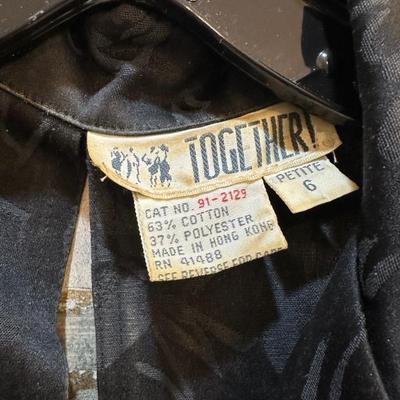 TOGETHER!
PETITE
6
CAT NO. 91-2129
63% COTTON
37% POLYESTER
MADE IN HONG KONG
RN 41488
SEE REVERSE FOR CARE